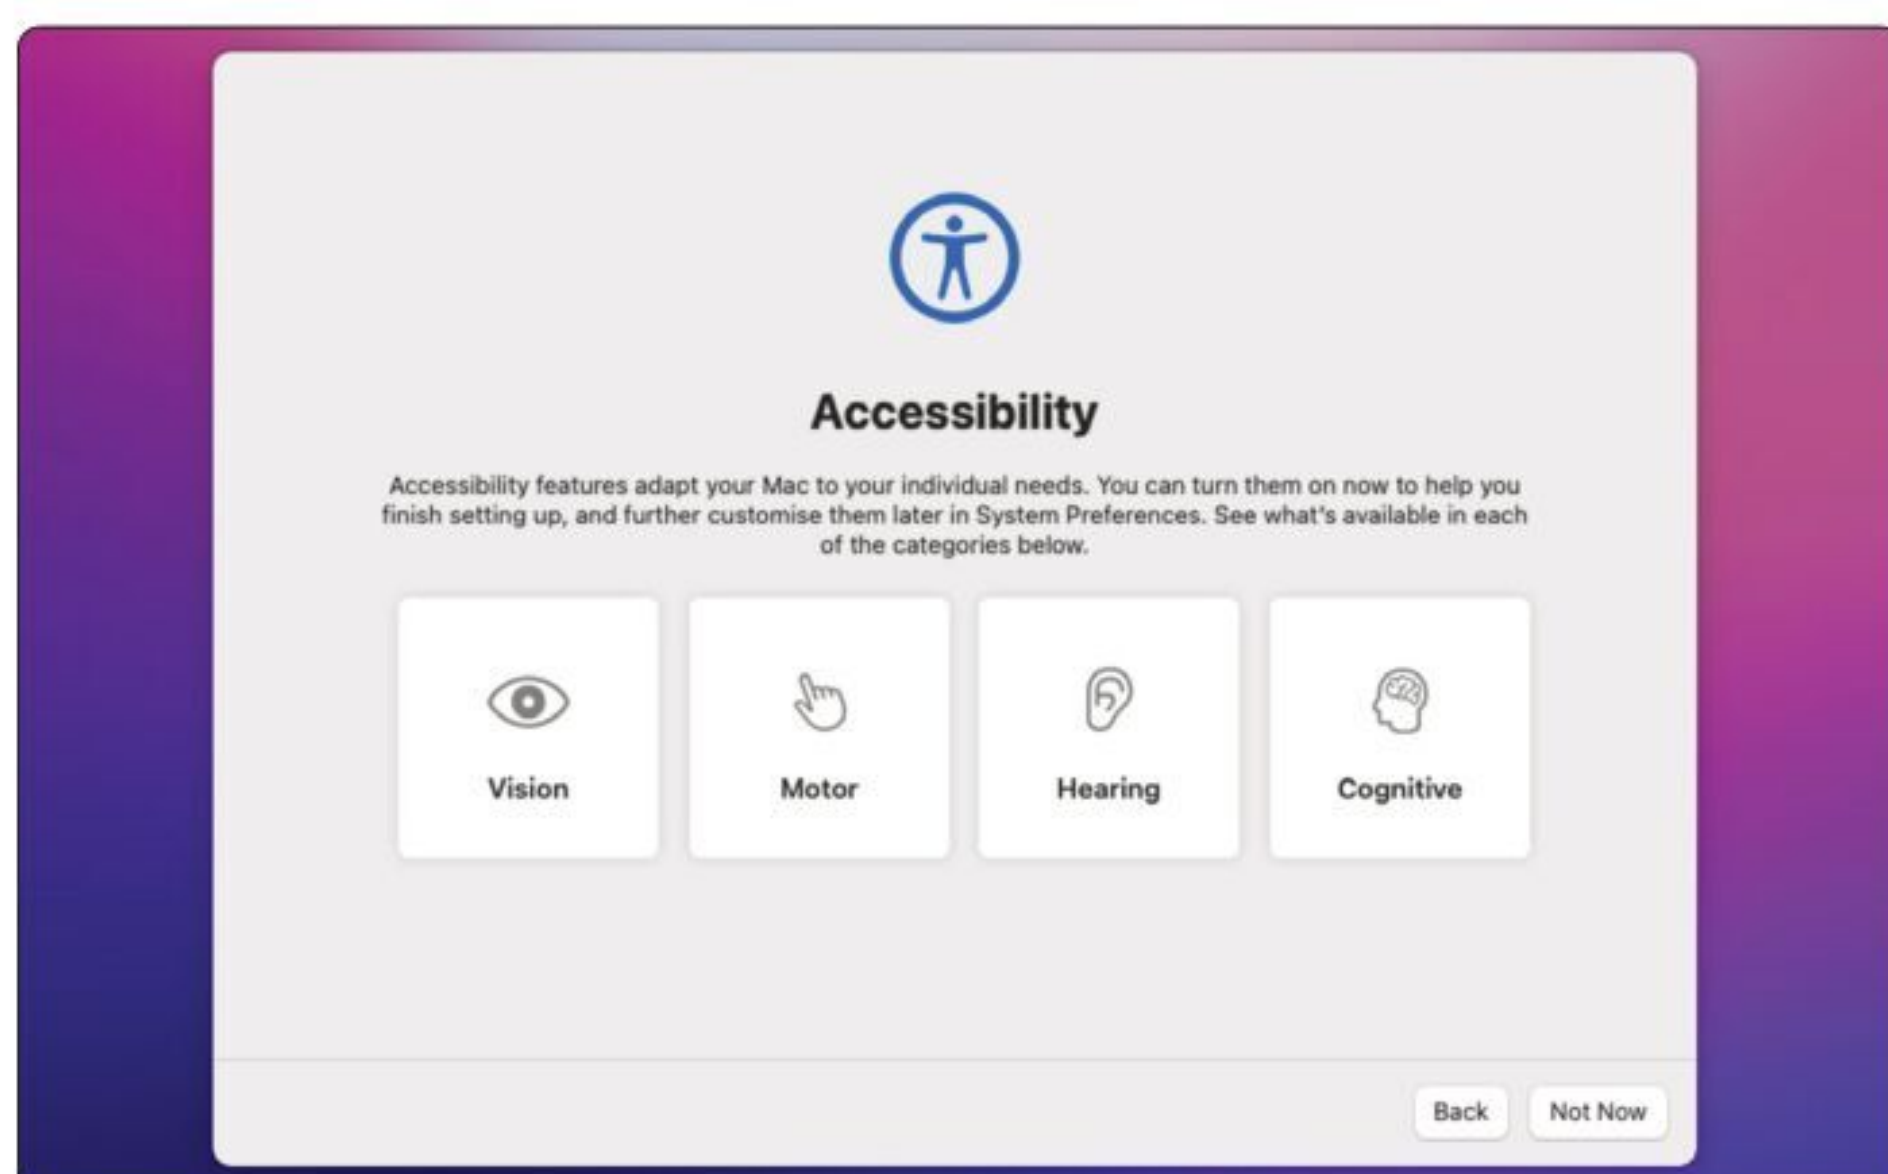 Accessibility
Accessibility features adapt your Mac to your individual needs. You can turn them on now to help you
finish setting up, and further customise them later in System Preferences. See what's available in each
of the categories below.
Vision
Motor
Hearing
Cognitive
Back
Not Now